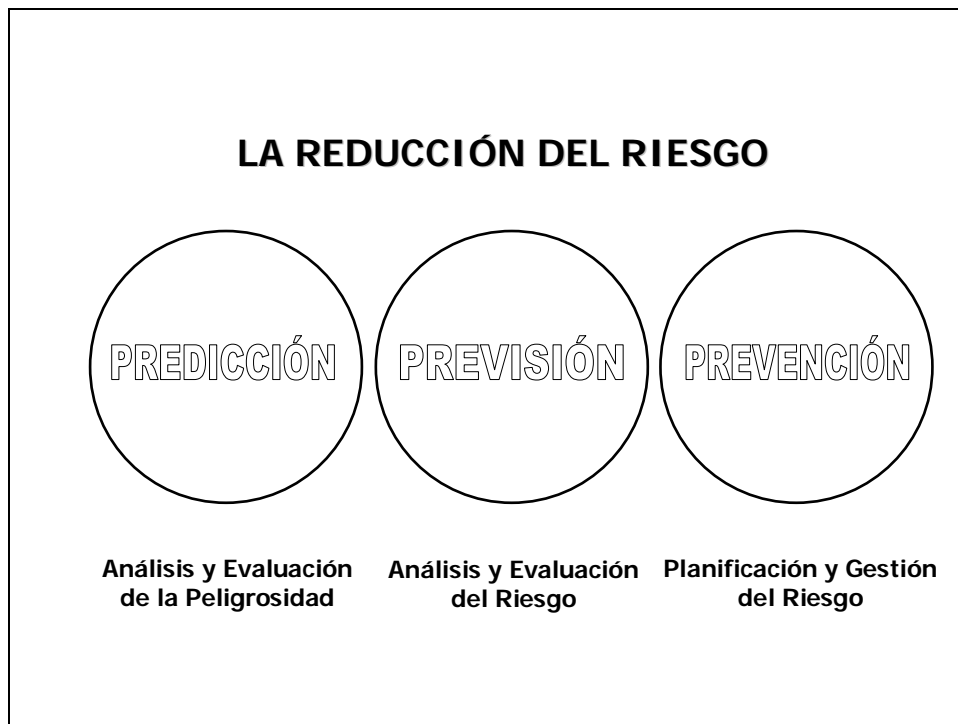 LA REDUCCIÓN DEL RIESGO
PREDICCIÓN
PREVISIÓN
PREVENCIÓN
Análisis y Evaluación
de la Peligrosidad
Análisis y Evaluación
del Riesgo
Planificación y Gestión
del Riesgo